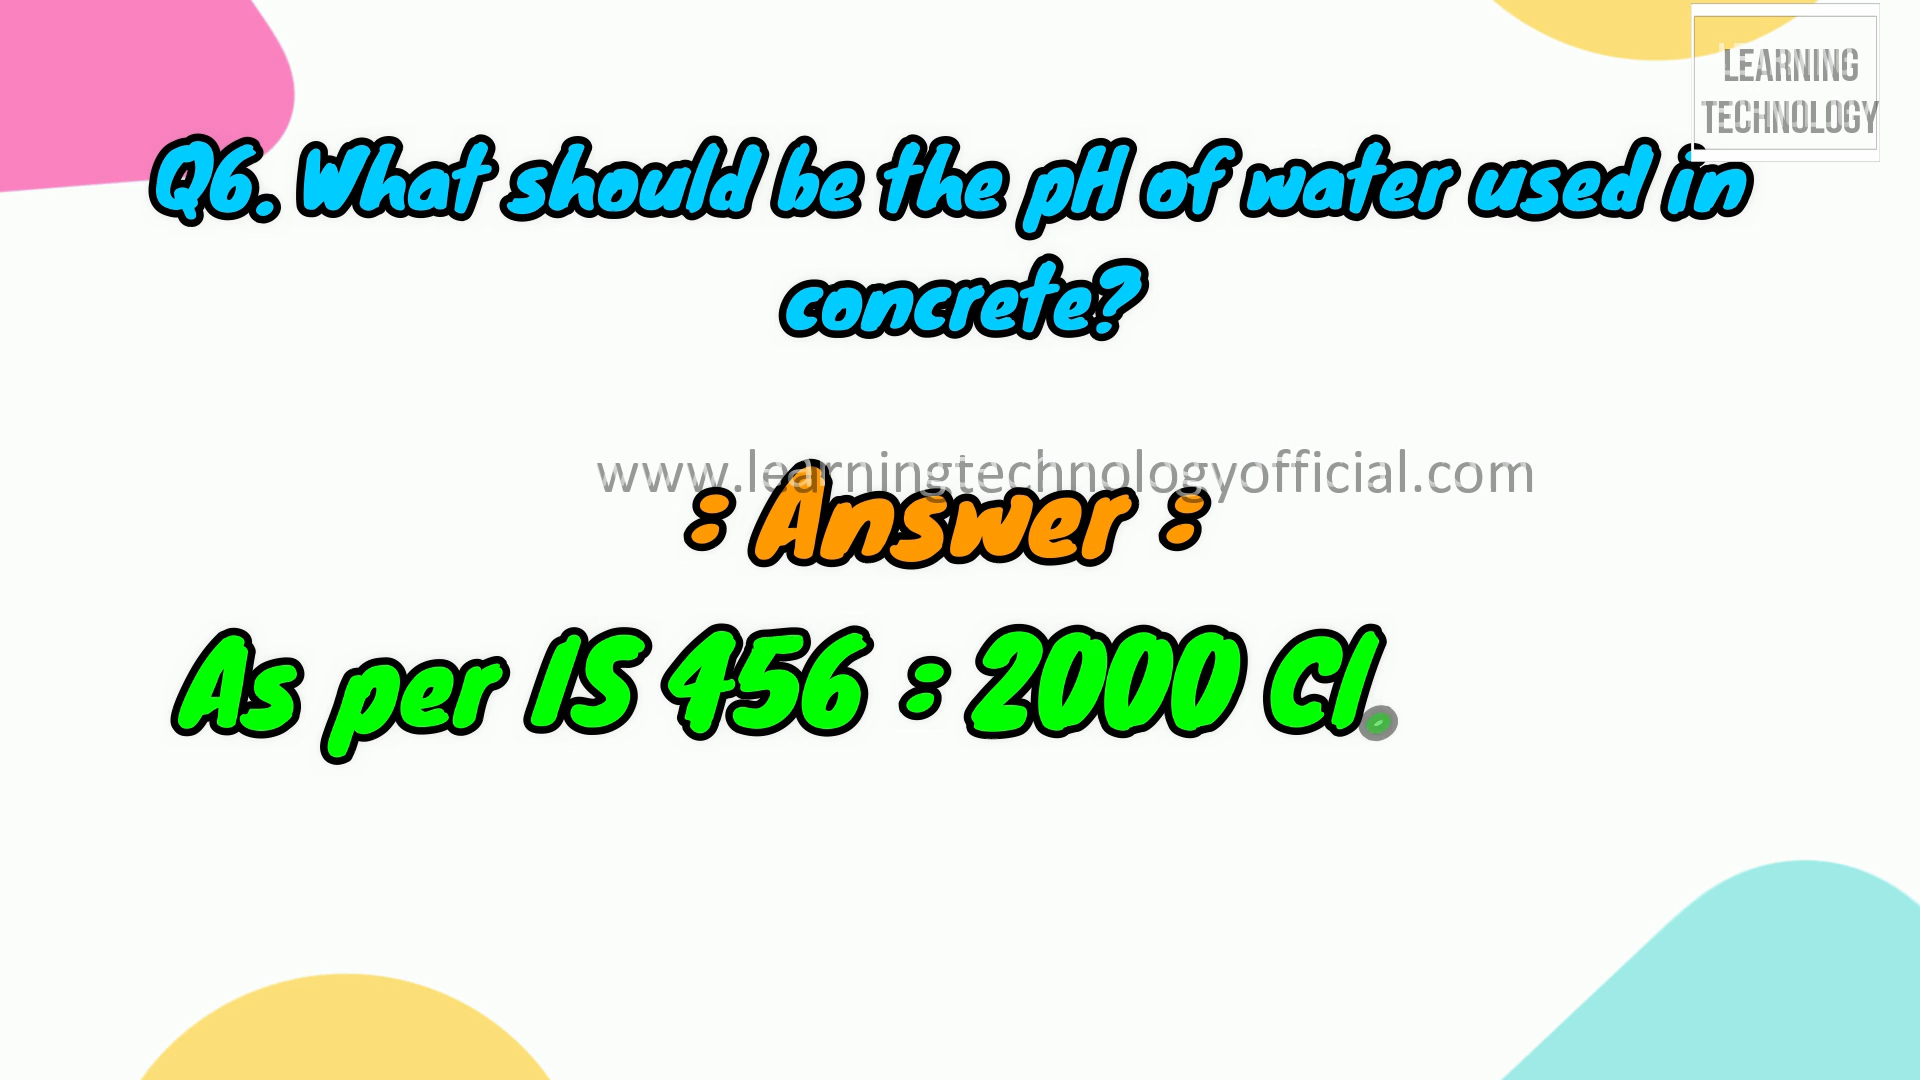 LEARNING
TECHNOLOGY
Q6. What should be the pH of water used in
concrete?
www.learningtechnologyofficial.com
: Answer :
As per IS 456 : 2000 Cl.